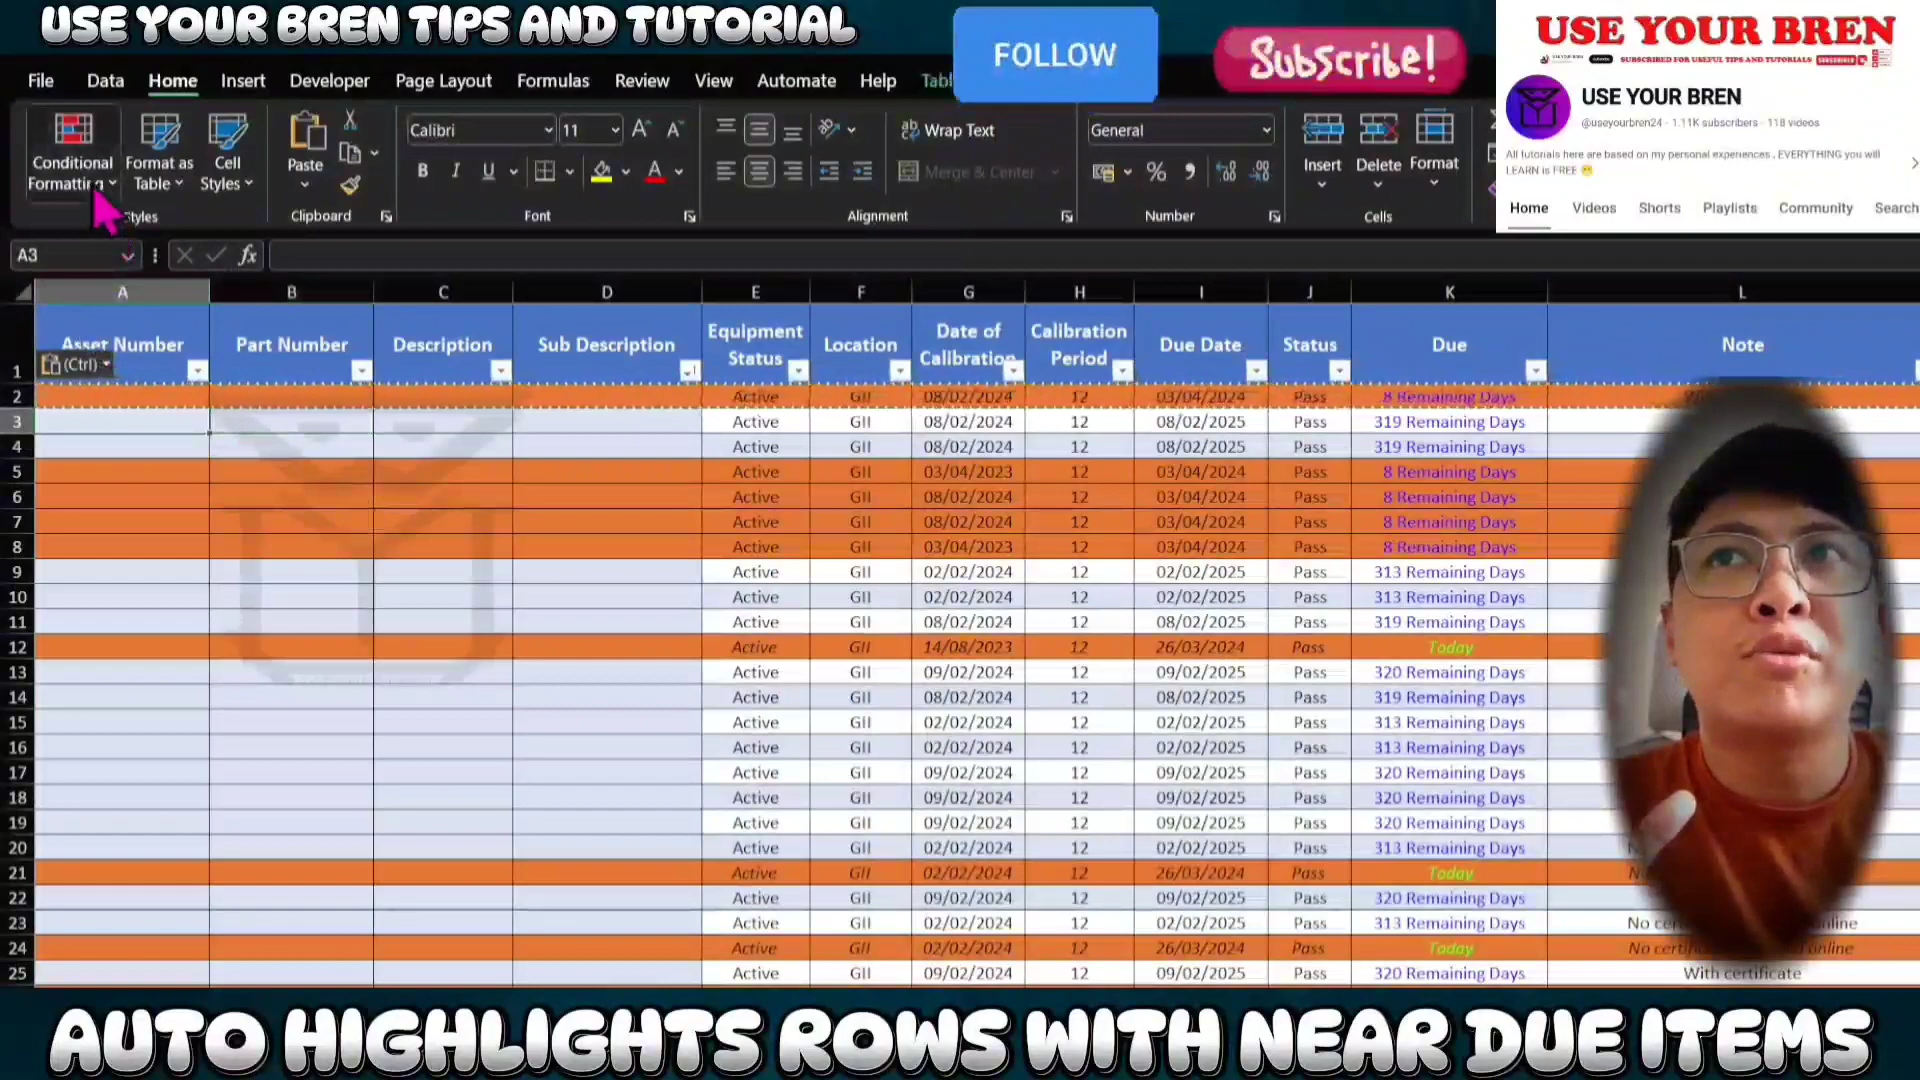 USE YOUR BREN TIPS AND TUTORIAL
FOLLOW
Subscribe!
USE YOUR BREN
SUBSCRIBED FOR USEFUL TIPS AND TUTORIALS
USE YOUR BREN
@useyourbren24 · 1.11K subscribers · 118 videos
All tutorials here are based on my personal experiences , EVERYTHING you will
LEARN is FREE
Home Videos Shorts Playlists Community Search
File Data Home Insert Developer Page Layout Formulas Review View Automate Help Tabl
Conditional Formatting
Format as Table
Cell Styles
Paste
Calibri 11
B I U
Wrap Text
Merge & Center
General
Insert Delete Format
Styles Clipboard Font Alignment Number Cells
A3 fx
A B C D E F G H I J K L
1 Asset Number Part Number Description Sub Description Equipment Status Location Date of Calibration Calibration Period Due Date Status Due Note
(Ctrl)
2 Active GII 08/02/2024 12 03/04/2024 Pass 8 Remaining Days
3 Active GII 08/02/2024 12 08/02/2025 Pass 319 Remaining Days
4 Active GII 08/02/2024 12 08/02/2025 Pass 319 Remaining Days
5 Active GII 03/04/2023 12 03/04/2024 Pass 8 Remaining Days
6 Active GII 08/02/2024 12 03/04/2024 Pass 8 Remaining Days
7 Active GII 08/02/2024 12 03/04/2024 Pass 8 Remaining Days
8 Active GII 03/04/2023 12 03/04/2024 Pass 8 Remaining Days
9 Active GII 02/02/2024 12 02/02/2025 Pass 313 Remaining Days
10 Active GII 02/02/2024 12 02/02/2025 Pass 313 Remaining Days
11 Active GII 08/02/2024 12 08/02/2025 Pass 319 Remaining Days
12 Active GII 14/08/2023 12 26/03/2024 Pass Today
13 Active GII 09/02/2024 12 09/02/2025 Pass 320 Remaining Days
14 Active GII 08/02/2024 12 08/02/2025 Pass 319 Remaining Days
15 Active GII 02/02/2024 12 02/02/2025 Pass 313 Remaining Days
16 Active GII 02/02/2024 12 02/02/2025 Pass 313 Remaining Days
17 Active GII 09/02/2024 12 09/02/2025 Pass 320 Remaining Days
18 Active GII 09/02/2024 12 09/02/2025 Pass 320 Remaining Days
19 Active GII 09/02/2024 12 09/02/2025 Pass 320 Remaining Days
20 Active GII 02/02/2024 12 02/02/2025 Pass 313 Remaining Days
21 Active GII 02/02/2024 12 26/03/2024 Pass Today
22 Active GII 09/02/2024 12 09/02/2025 Pass 320 Remaining Days
23 Active GII 02/02/2024 12 02/02/2025 Pass 313 Remaining Days No
24 Active GII 02/02/2024 12 26/03/2024 Pass Today No online
25 Active GII 09/02/2024 12 09/02/2025 Pass 320 Remaining Days With certificate
AUTO HIGHLIGHTS ROWS WITH NEAR DUE ITEMS